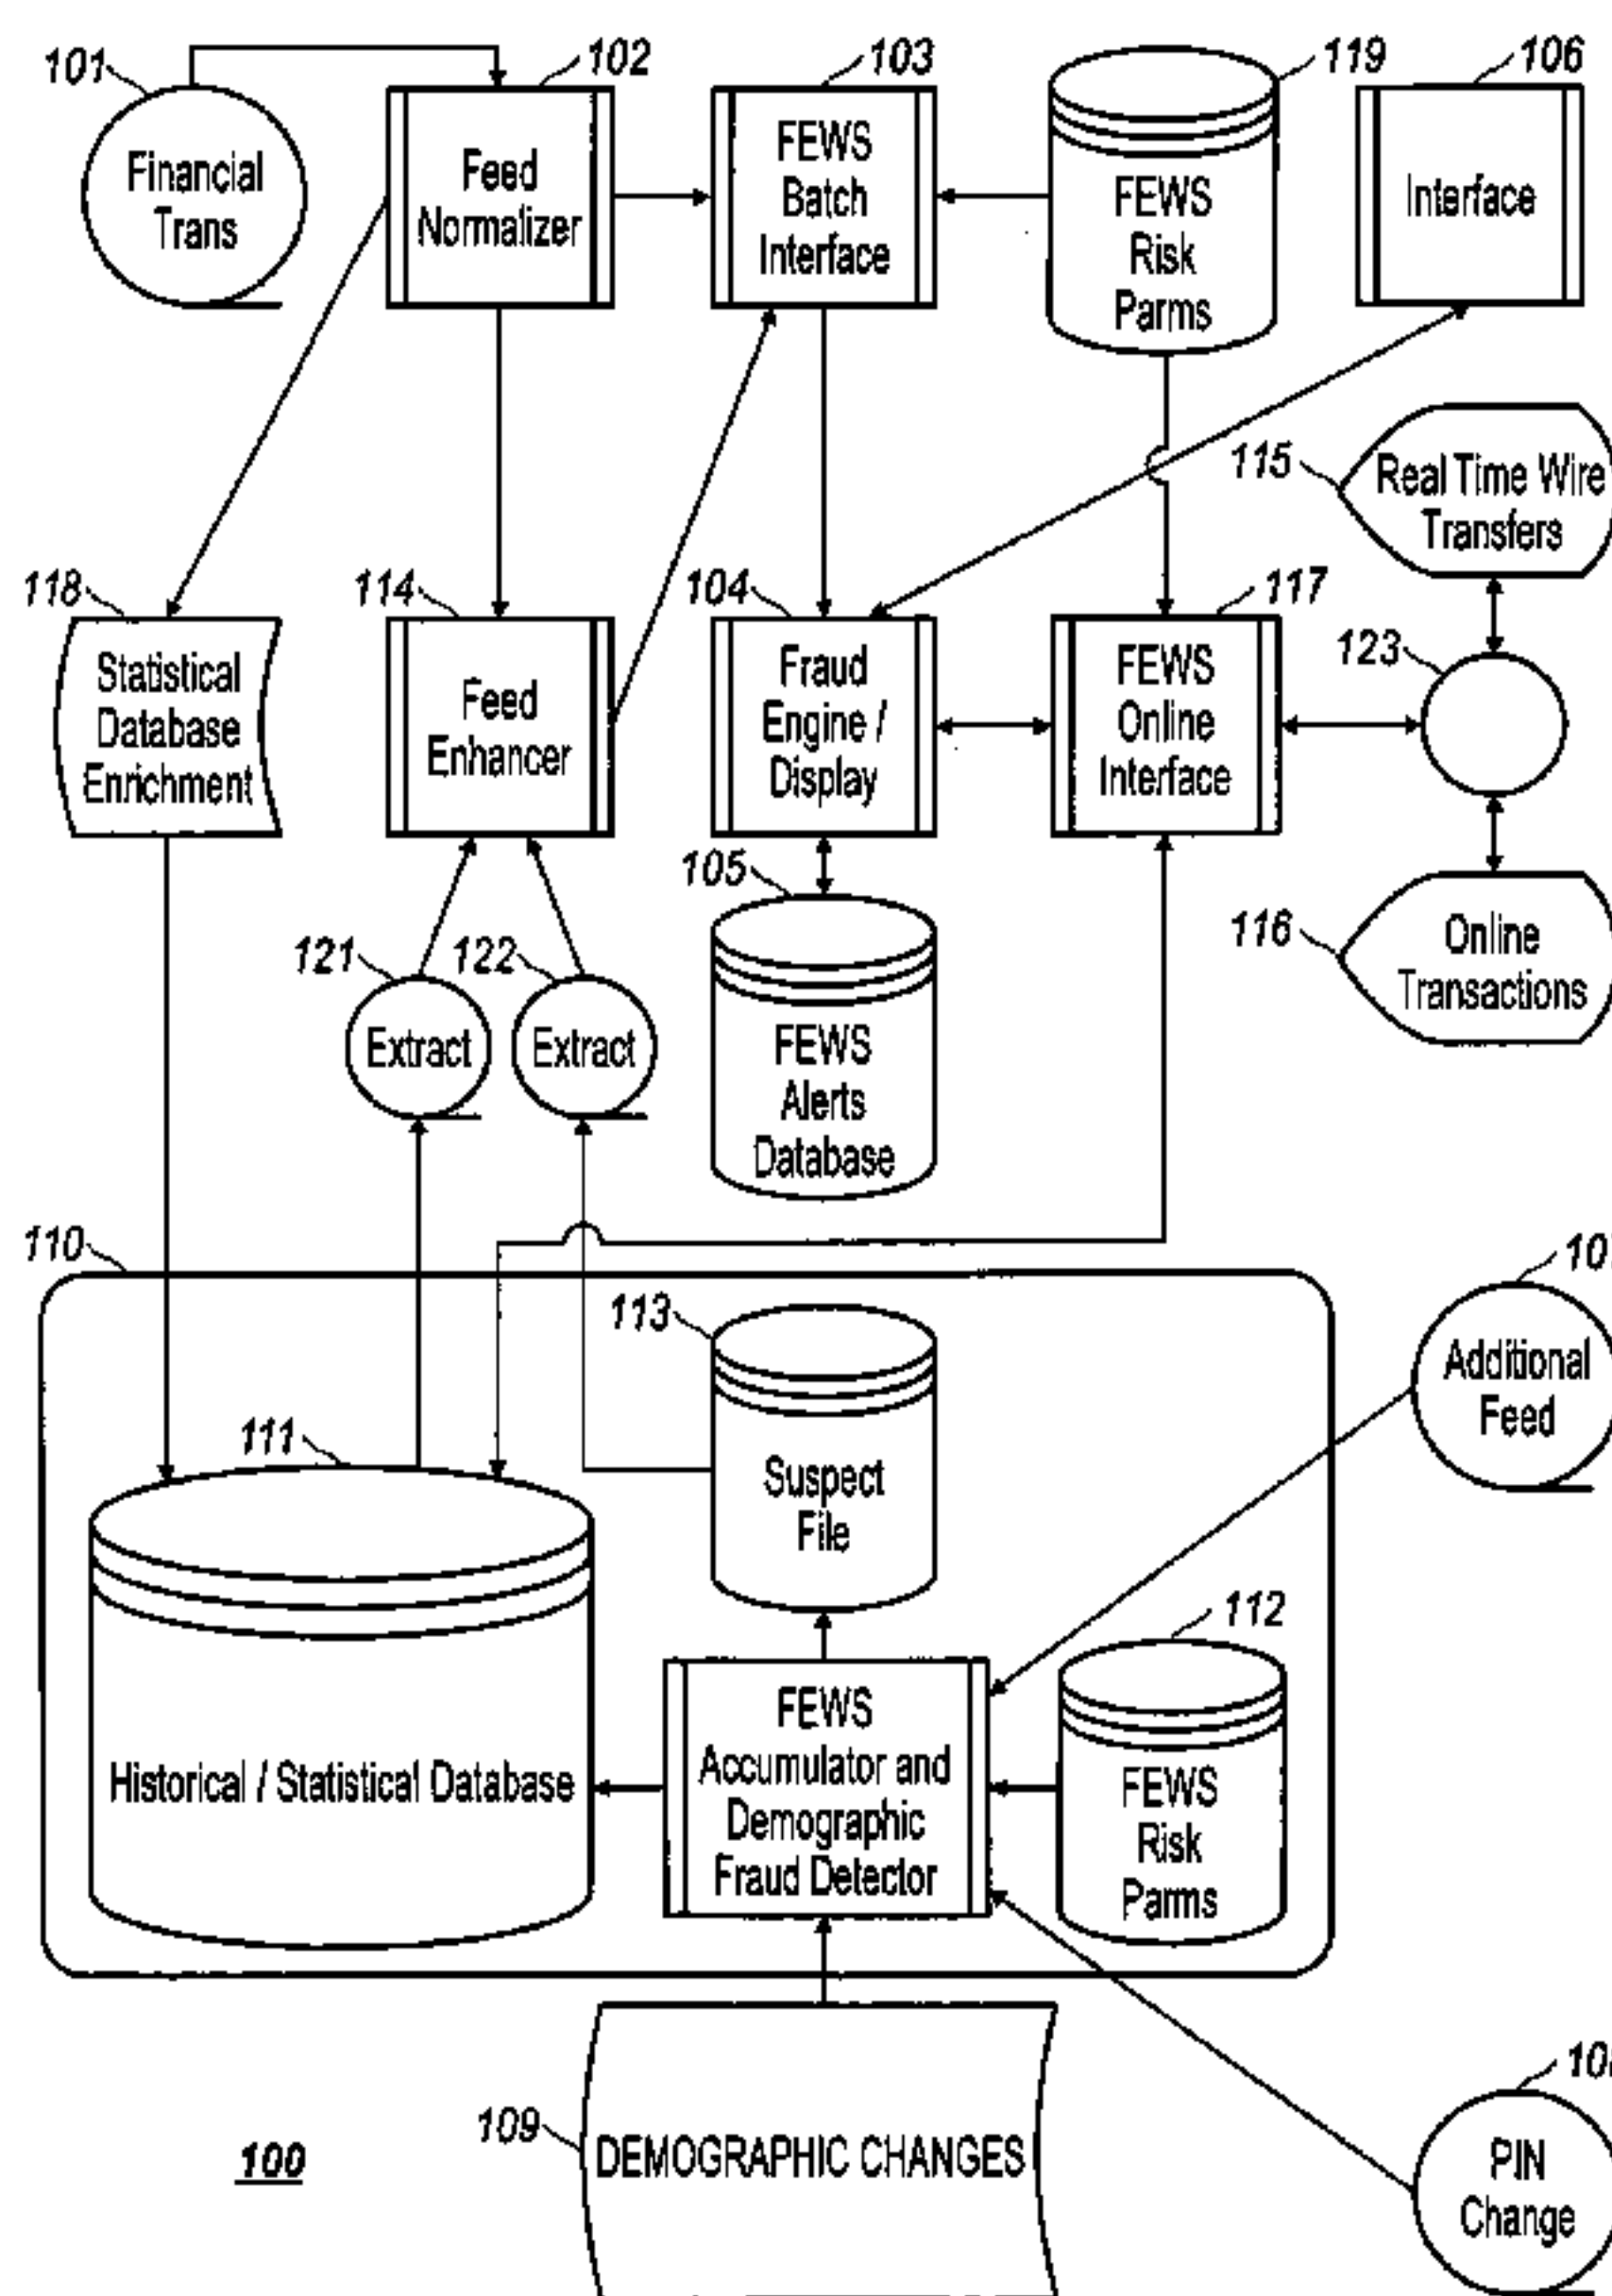 101
Financial
Trans
102
Feed
Normalizer
103
FEWS
Batch
Interface
119
FEWS
Risk
Parms
106
Interface
115
Real Time Wire
Transfers
118
Statistical
Database
Enrichment
114
Feed
Enhancer
104
Fraud
Engine /
Display
117
FEWS
Online
Interface
123
105
FEWS
Alerts
Database
116
Online
Transactions
121
Extract
122
Extract
110
113
Suspect
File
Additional
Feed
111
Historical / Statistical Database
FEWS
Accumulator and
Demographic
Fraud Detector
112
FEWS
Risk
Parms
109
DEMOGRAPHIC CHANGES
PIN
Change
100